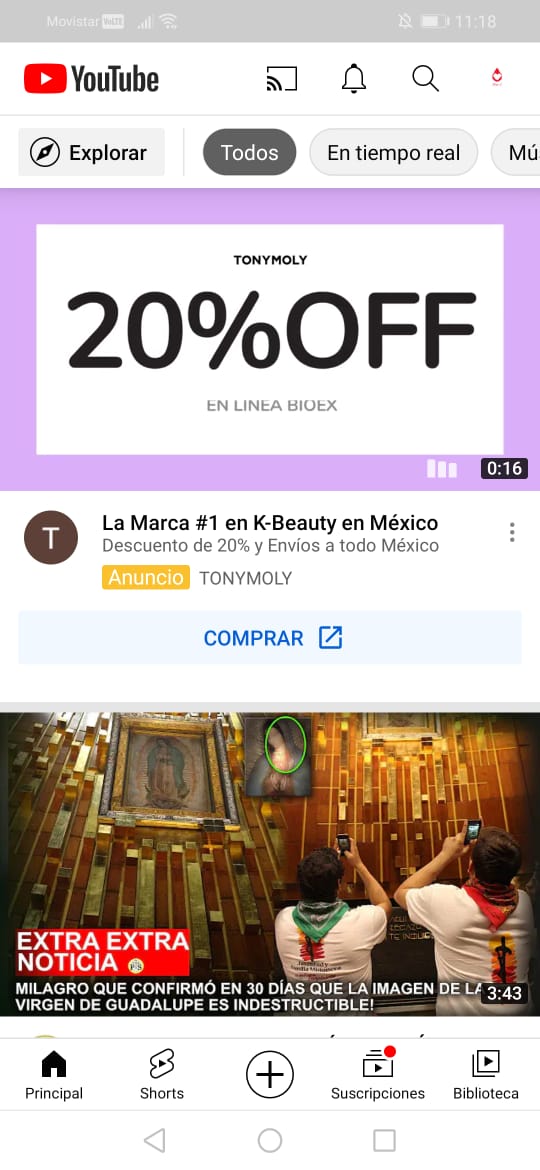 Movistar VoLTE
11:18
YouTube
Explorar
Todos
En tiempo real
Mú
TONYMOLY
20%OFF
EN LINEA BIOEX
0:16
T
La Marca #1 en K-Beauty en México
Descuento de 20% y Envíos a todo México
Anuncio TONYMOLY
COMPRAR
EXTRA EXTRA
NOTICIA
MILAGRO QUE CONFIRMÓ EN 30 DÍAS QUE LA IMAGEN DE LA
VIRGEN DE GUADALUPE ES INDESTRUCTIBLE!
3:43
Principal
Shorts
Suscripciones
Biblioteca